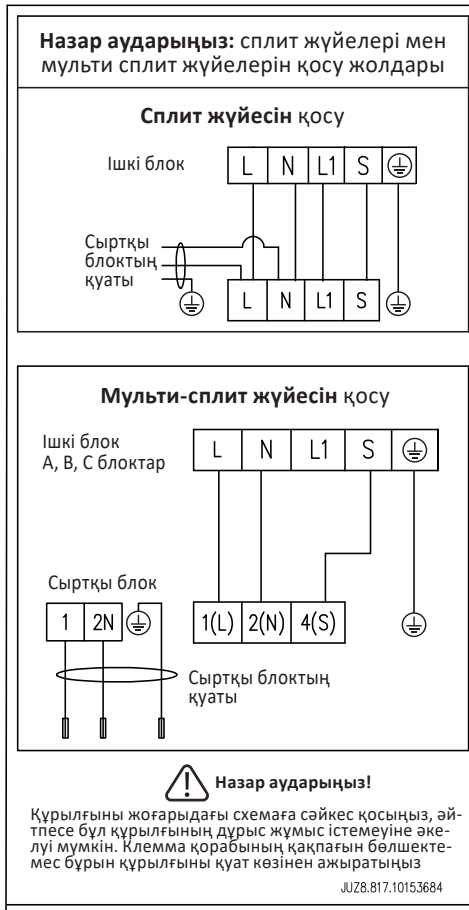 Назар аударыңыз: сплит жүйелері мен
мульти сплит жүйелерін қосу жолдары
Сплит жүйесін қосу
Ішкі блок
L N L1 S
Сыртқы
блоктың
қуаты
L N L1 S
Мульти-сплит жүйесін қосу
Ішкі блок
А, В, С блоктар
L N L1 S
Сыртқы блок
1 2N
1(L) 2(N) 4(S)
Сыртқы блоктың
қуаты
Назар аударыңыз!
Құрылғыны жоғарыдағы схемаға сәйкес қосыңыз, әй-
тпесе бұл құрылғының дұрыс жұмыс істемеуіне әке-
луі мүмкін. Клемма қорабының қақпағын бөлшекте-
мес бұрын құрылғыны қуат көзінен ажыратыңыз
JUZ8.817.10153684